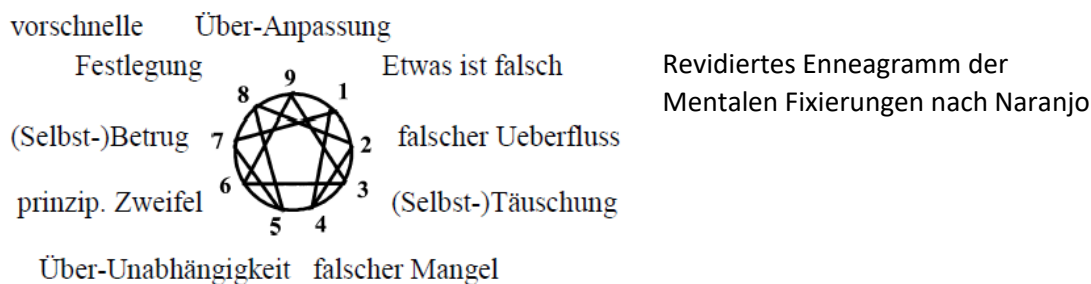 vorschnelle Über-Anpassung
Festlegung Etwas ist falsch
9
8 1
(Selbst-)Betrug 7 2 falscher Ueberfluss
prinzip. Zweifel 6 3 (Selbst-)Täuschung
5 4
Über-Unabhängigkeit falscher Mangel
Revidiertes Enneagramm der
Mentalen Fixierungen nach Naranjo